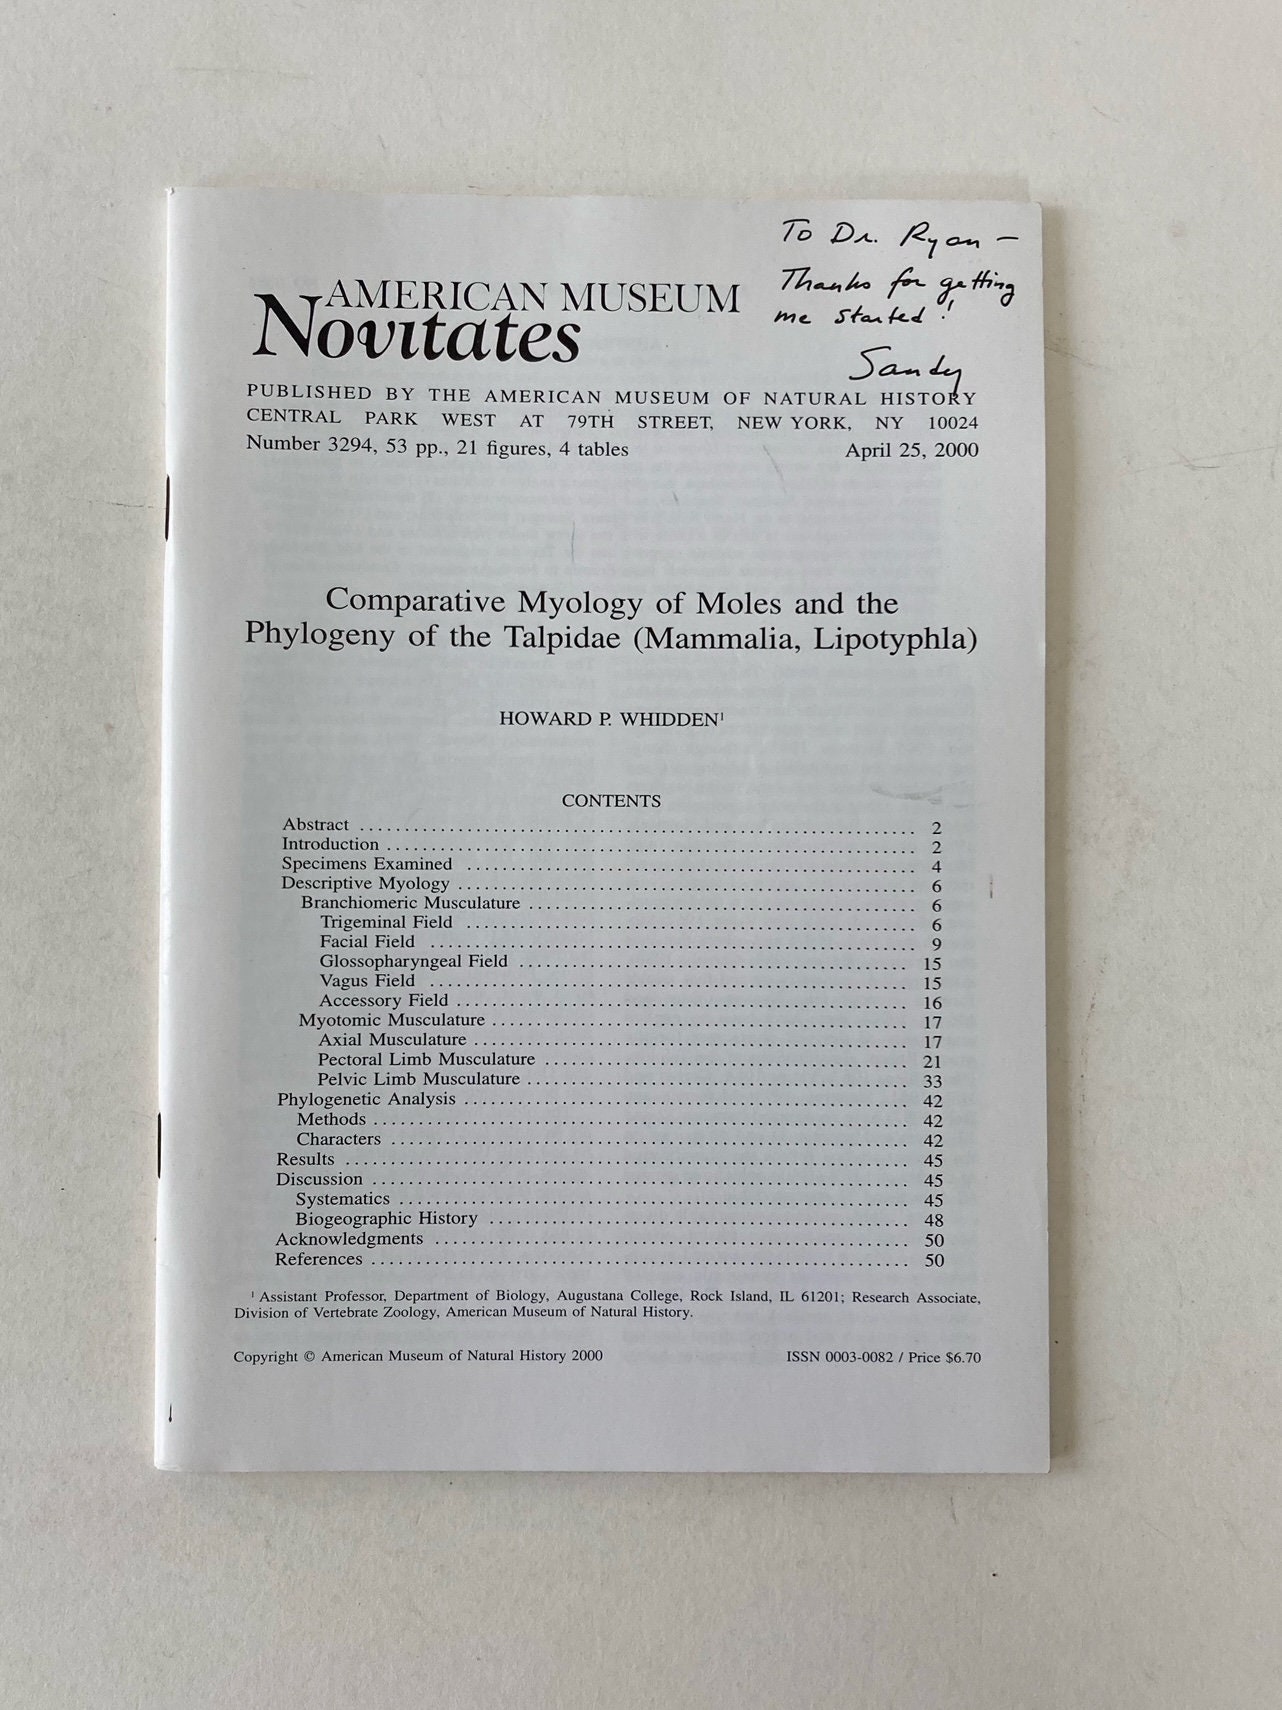 To Dr. Ryan –
Thanks for getting
me started!
Sandy
AMERICAN MUSEUM
Novitates
PUBLISHED BY THE AMERICAN MUSEUM OF NATURAL HISTORY
CENTRAL PARK WEST AT 79TH STREET, NEW YORK, NY 10024
Number 3294, 53 pp., 21 figures, 4 tables April 25, 2000
Comparative Myology of Moles and the
Phylogeny of the Talpidae (Mammalia, Lipotyphla)
HOWARD P. WHIDDEN¹
CONTENTS
Abstract ........ 2
Introduction ........ 2
Specimens Examined ........ 4
Descriptive Myology ........ 6
Branchiomeric Musculature ........ 6
Trigeminal Field ........ 6
Facial Field ........ 9
Glossopharyngeal Field ........ 15
Vagus Field ........ 15
Accessory Field ........ 16
Myotomic Musculature ........ 17
Axial Musculature ........ 17
Pectoral Limb Musculature ........ 21
Pelvic Limb Musculature ........ 33
Phylogenetic Analysis ........ 42
Methods ........ 42
Characters ........ 42
Results ........ 45
Discussion ........ 45
Systematics ........ 45
Biogeographic History ........ 48
Acknowledgments ........ 50
References ........ 50
¹ Assistant Professor, Department of Biology, Augustana College, Rock Island, IL 61201; Research Associate,
Division of Vertebrate Zoology, American Museum of Natural History.
Copyright © American Museum of Natural History 2000 ISSN 0003-0082 / Price $6.70